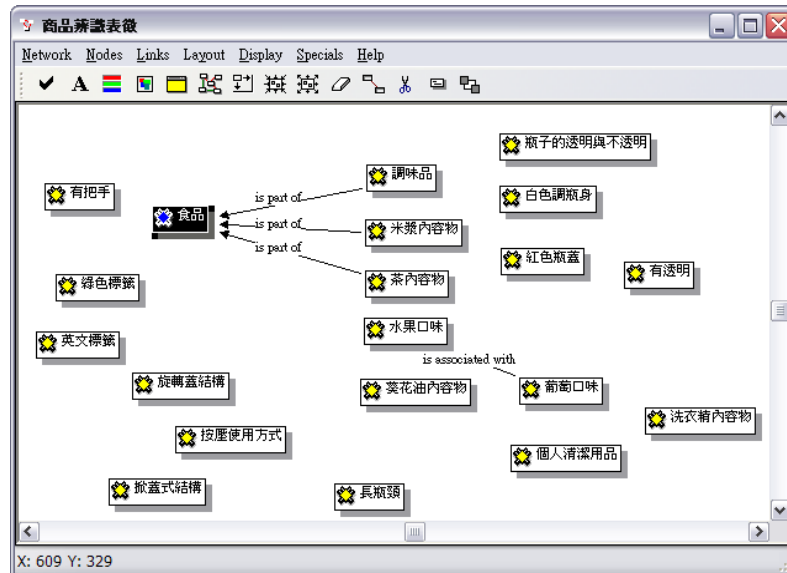 商品辨識表徵
Network Nodes Links Layout Display Specials Help
A
瓶子的透明與不透明
調味品
有把手
白色調瓶身
is part of
食品
is part of
米漿內容物
is part of
紅色瓶蓋
有透明
茶內容物
綠色標籤
水果口味
英文標籤
is associated with
旋轉蓋結構
葵花油內容物
葡萄口味
洗衣精內容物
按壓使用方式
個人清潔用品
掀蓋式結構
長瓶頸
X: 609 Y: 329